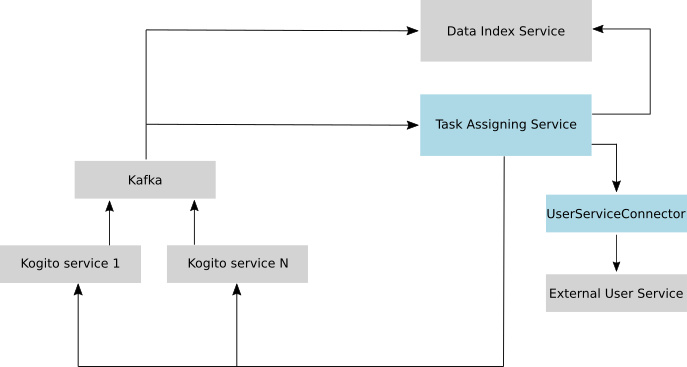 Data Index Service
Task Assigning Service
Kafka
UserServiceConnector
Kogito service 1
Kogito service N
External User Service